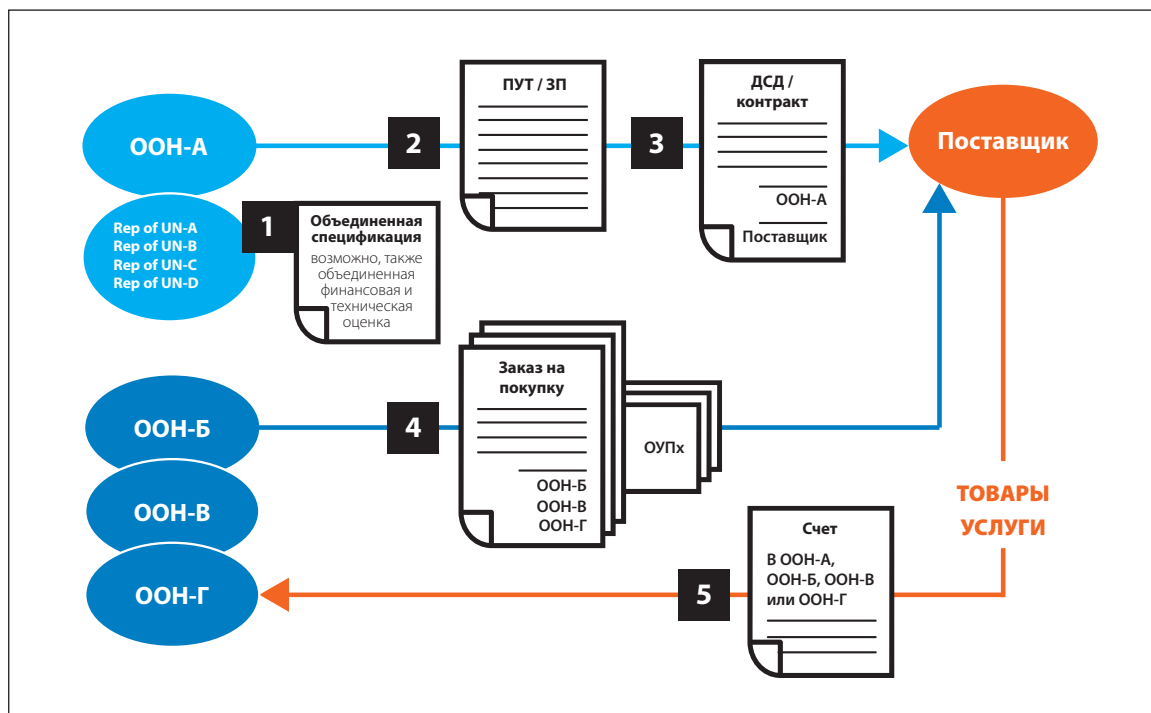 ООН-А
Rep of UN-A
Rep of UN-B
Rep of UN-C
Rep of UN-D
1
Объединенная
спецификация
возможно, также
объединенная
финансовая и
техническая
оценка
2
ПУТ / ЗП
3
ДСД /
контракт
ООН-А
Поставщик
Поставщик
ООН-Б
ООН-В
ООН-Г
4
Заказ на
покупку
ООН-Б
ООН-В
ООН-Г
ОУПх
ТОВАРЫ
УСЛУГИ
5
Счет
В ООН-А,
ООН-Б, ООН-В
или ООН-Г